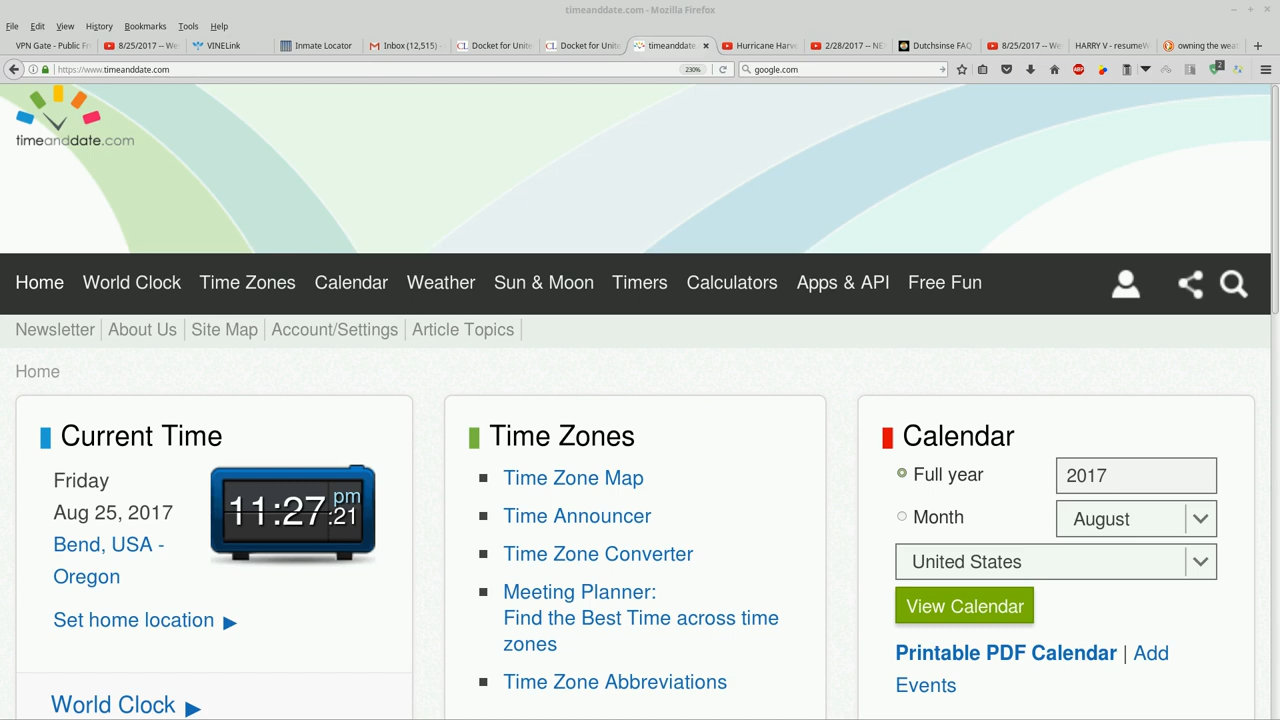 timeanddate.com - Mozilla Firefox
File Edit View History Bookmarks Tools Help
VPN Gate - Public Fr 8/25/2017 -- We VINELink Inmate Locator Inbox (12,515) - Docket for Unite Docket for Unite timeanddate. Hurricane Harv 2/28/2017 -- NE Dutchsinse FAQ 8/25/2017 -- We HARRY V - resumeW owning the wea
https://www.timeanddate.com 230% google.com 2
timeanddate.com
Home World Clock Time Zones Calendar Weather Sun & Moon Timers Calculators Apps & API Free Fun
Newsletter About Us Site Map Account/Settings Article Topics
Home
Current Time
Friday
Aug 25, 2017
Bend, USA -
Oregon
11:27:21 pm
Set home location
World Clock
Time Zones
Time Zone Map
Time Announcer
Time Zone Converter
Meeting Planner:
Find the Best Time across time
zones
Time Zone Abbreviations
Calendar
Full year 2017
Month August
United States
View Calendar
Printable PDF Calendar | Add
Events